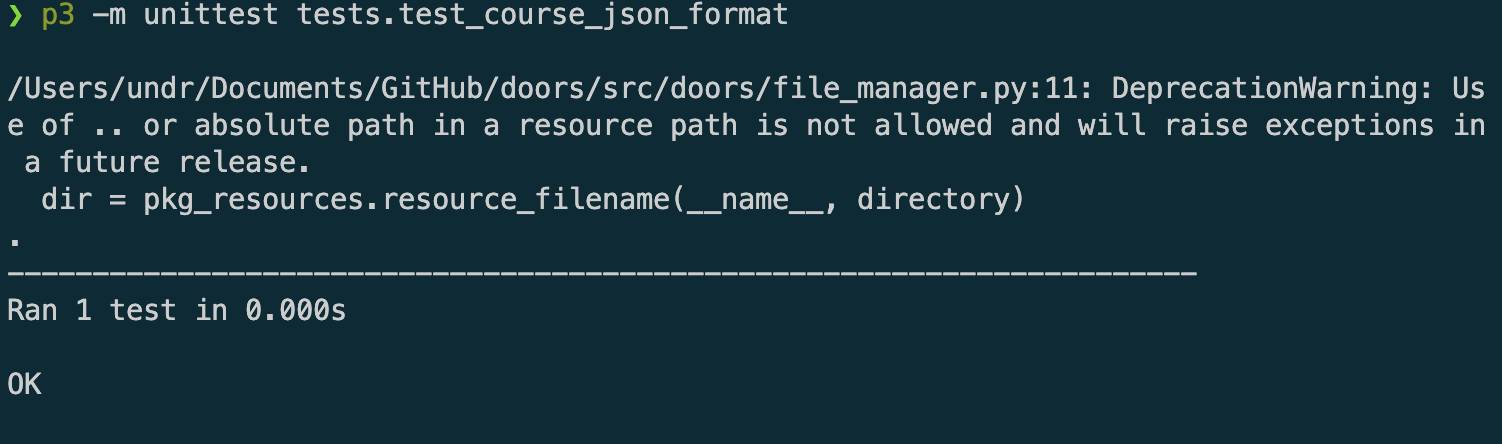 ❯ p3 -m unittest tests.test_course_json_format
/Users/undr/Documents/GitHub/doors/src/doors/file_manager.py:11: DeprecationWarning: Us
e of .. or absolute path in a resource path is not allowed and will raise exceptions in
 a future release.
  dir = pkg_resources.resource_filename(__name__, directory)
.
----------------------------------------------------------------------
Ran 1 test in 0.000s
OK